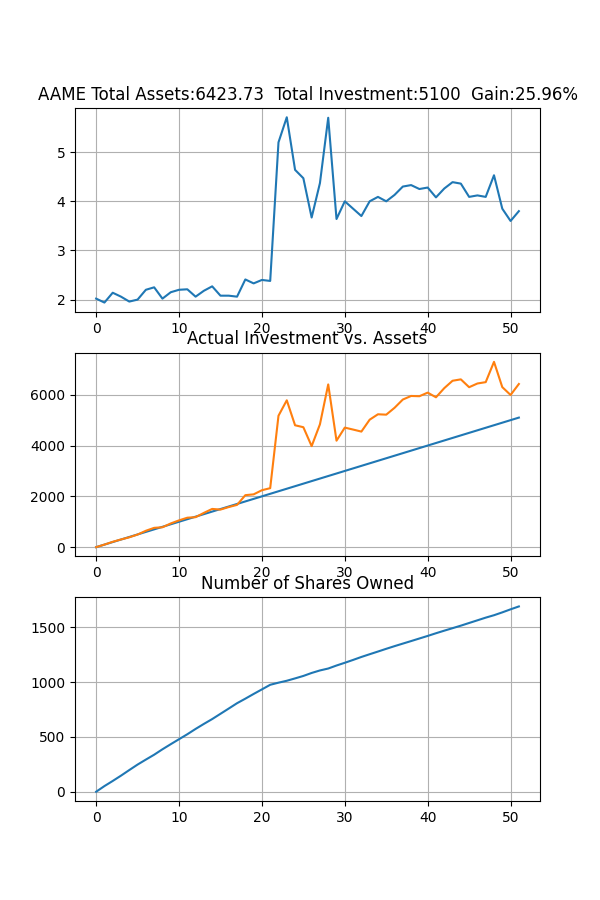 AAME Total Assets:6423.73  Total Investment:5100  Gain:25.96%
5
4
3
2
0 10 20 30 40 50
Actual Investment vs. Assets
6000
4000
2000
0
0 10 20 30 40 50
Number of Shares Owned
1500
1000
500
0
0 10 20 30 40 50